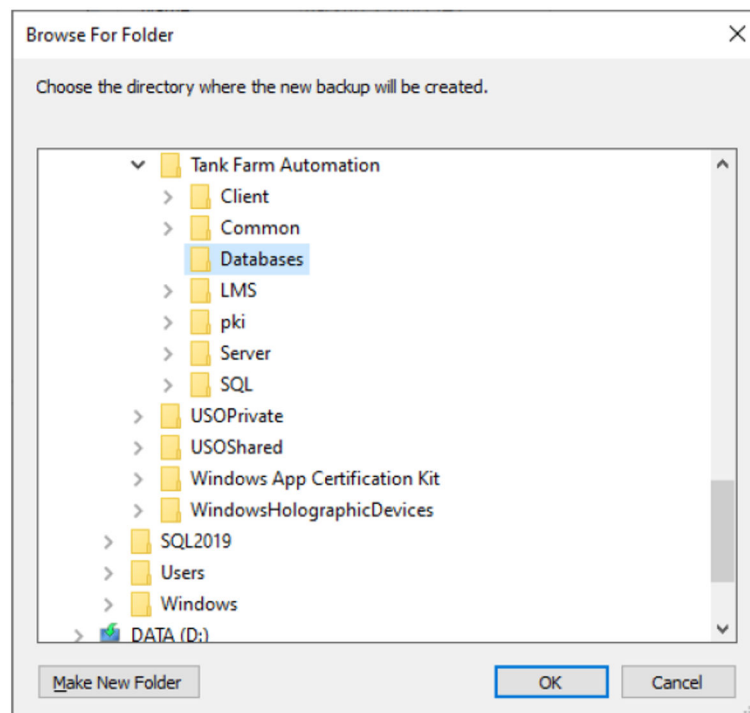 Browse For Folder
Choose the directory where the new backup will be created.
Tank Farm Automation
Client
Common
Databases
LMS
pki
Server
SQL
USOPrivate
USOShared
Windows App Certification Kit
WindowsHolographicDevices
SQL2019
Users
Windows
DATA (D:)
Make New Folder
OK
Cancel